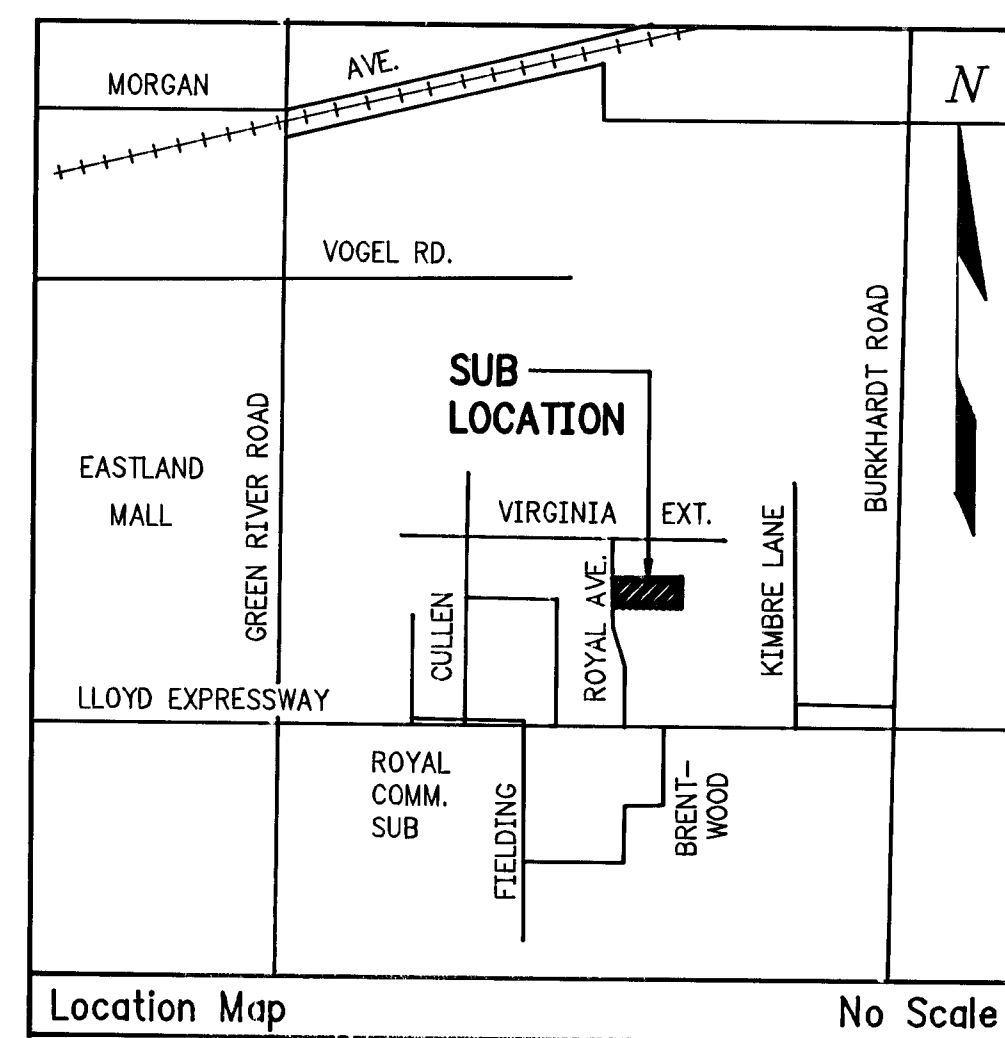 MORGAN
AVE.
N
VOGEL RD.
BURKHARDT ROAD
SUB
LOCATION
EASTLAND
MALL
GREEN RIVER ROAD
VIRGINIA EXT.
CULLEN
ROYAL AVE.
KIMBRE LANE
LLOYD EXPRESSWAY
ROYAL
COMM.
SUB
FIELDING
BRENT-
WOOD
Location Map
No Scale